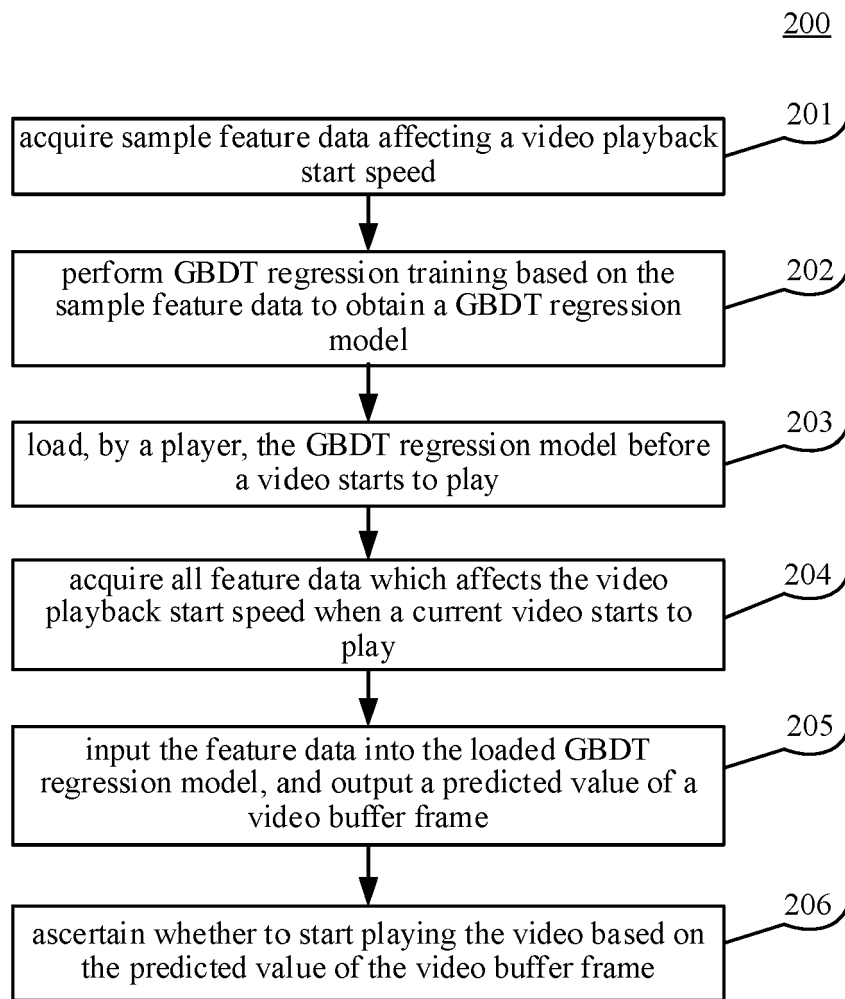 200
201
acquire sample feature data affecting a video playback
start speed
202
perform GBDT regression training based on the
sample feature data to obtain a GBDT regression
model
203
load, by a player, the GBDT regression model before
a video starts to play
204
acquire all feature data which affects the video
playback start speed when a current video starts to
play
205
input the feature data into the loaded GBDT
regression model, and output a predicted value of a
video buffer frame
206
ascertain whether to start playing the video based on
the predicted value of the video buffer frame